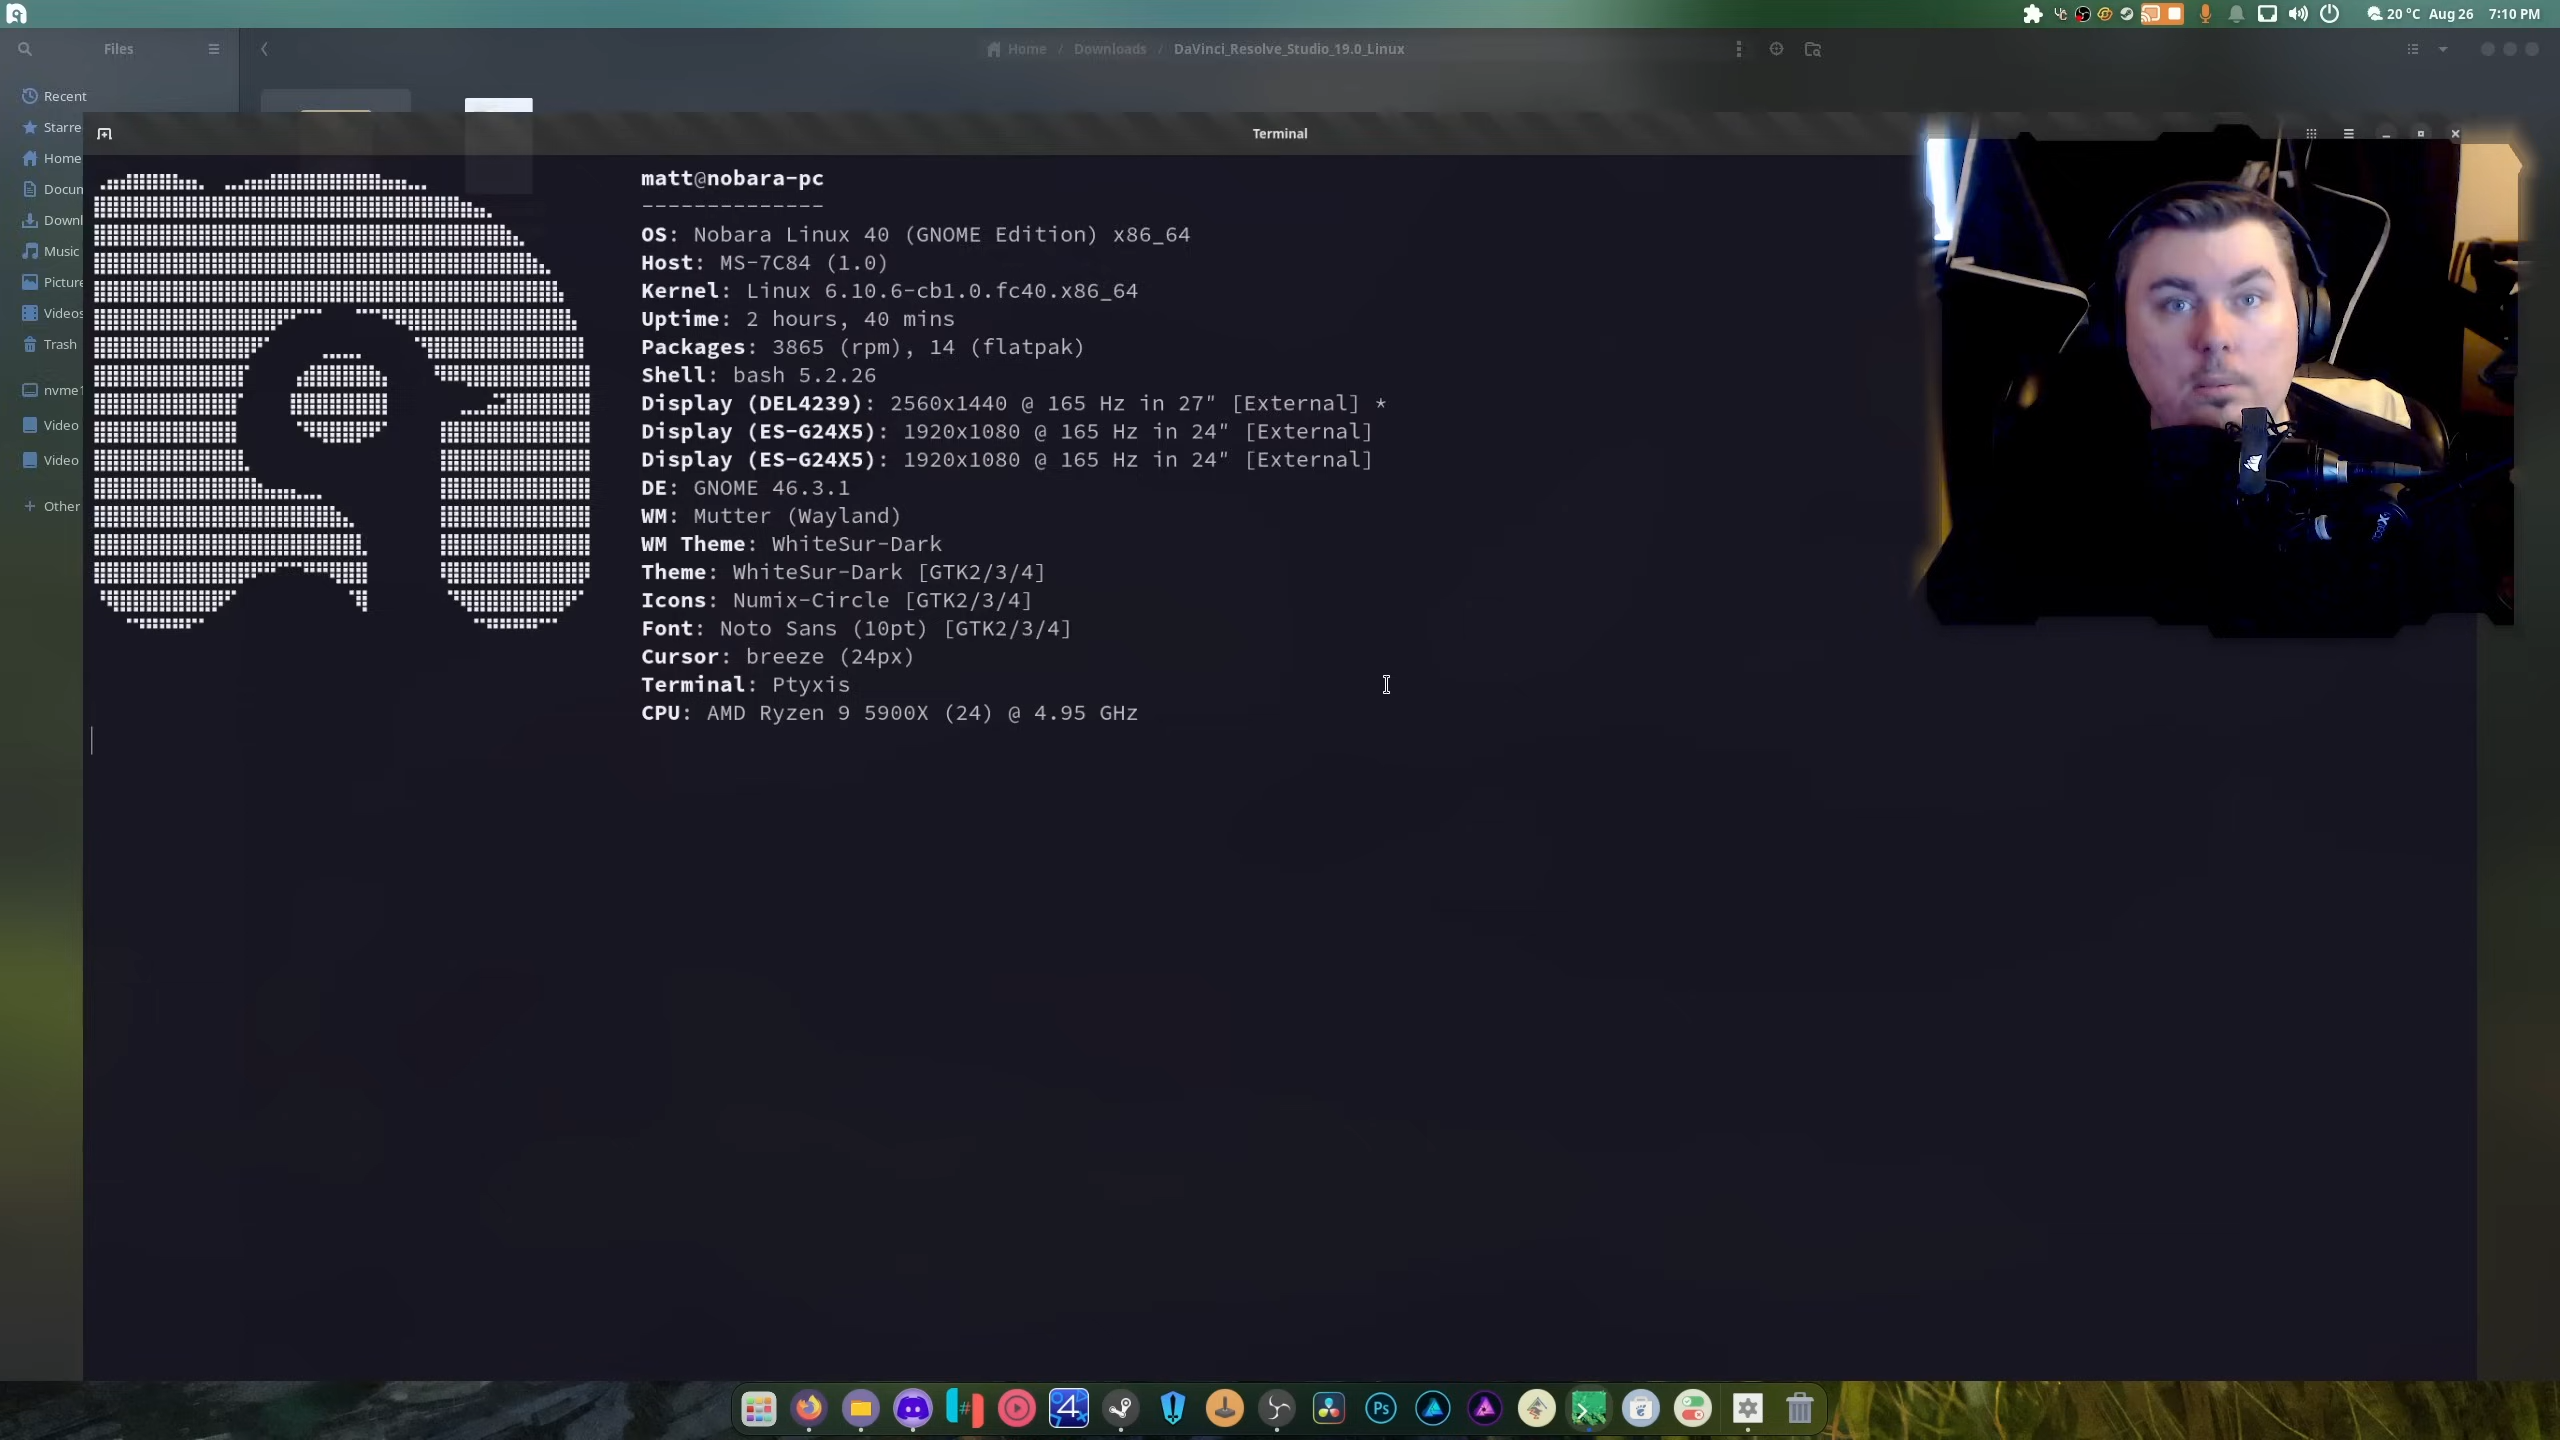 20 °C Aug 26 7:10 PM
Files
Home / Downloads / DaVinci_Resolve_Studio_19.0_Linux
Recent
Starre
Home
Docum
Downl
Music
Picture
Videos
Trash
nvme1
Video
Video
+ Other
Terminal
matt@nobara-pc
--------------
OS: Nobara Linux 40 (GNOME Edition) x86_64
Host: MS-7C84 (1.0)
Kernel: Linux 6.10.6-cb1.0.fc40.x86_64
Uptime: 2 hours, 40 mins
Packages: 3865 (rpm), 14 (flatpak)
Shell: bash 5.2.26
Display (DEL4239): 2560x1440 @ 165 Hz in 27" [External] *
Display (ES-G24X5): 1920x1080 @ 165 Hz in 24" [External]
Display (ES-G24X5): 1920x1080 @ 165 Hz in 24" [External]
DE: GNOME 46.3.1
WM: Mutter (Wayland)
WM Theme: WhiteSur-Dark
Theme: WhiteSur-Dark [GTK2/3/4]
Icons: Numix-Circle [GTK2/3/4]
Font: Noto Sans (10pt) [GTK2/3/4]
Cursor: breeze (24px)
Terminal: Ptyxis
CPU: AMD Ryzen 9 5900X (24) @ 4.95 GHz
4
Ps